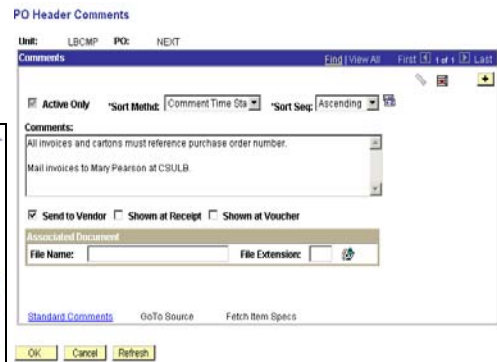 PO Header Comments
Unit: LBCMP PO: NEXT
Comments Find | View All First 1 of 1 Last
Active Only *Sort Methd: Comment Time Sta *Sort Seq: Ascending
Comments:
All invoices and cartons must reference purchase order number.
Mail invoices to Mary Pearson at CSULB.
Send to Vendor Shown at Receipt Shown at Voucher
Associated Document
File Name: File Extension:
Standard Comments GoTo Source Fetch Item Specs
OK Cancel Refresh